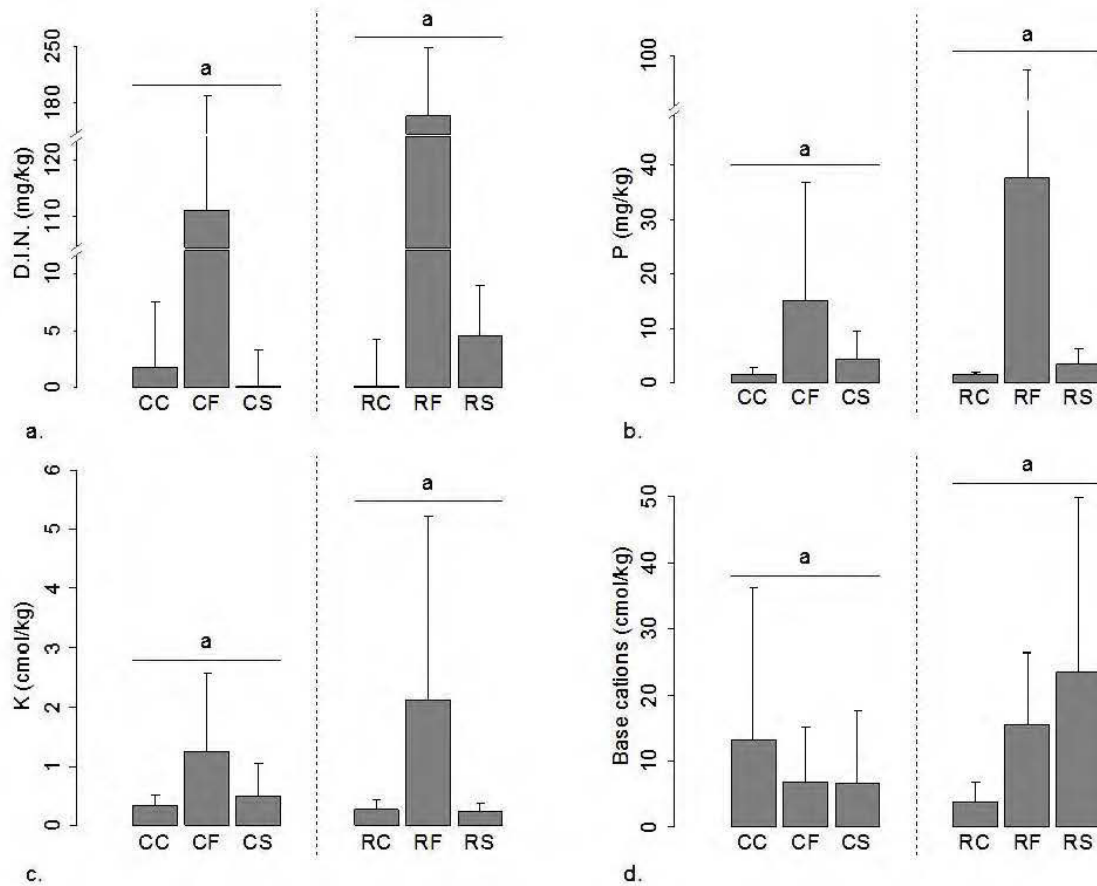 a
a
D.I.N. (mg/kg)
250
180
120
110
10
5
0
CC CF CS
RC RF RS
a.
a
a
P (mg/kg)
100
40
30
20
10
0
CC CF CS
RC RF RS
b.
a
a
K (cmol/kg)
6
5
4
3
2
1
0
CC CF CS
RC RF RS
c.
a
a
Base cations (cmol/kg)
50
40
30
20
10
0
CC CF CS
RC RF RS
d.